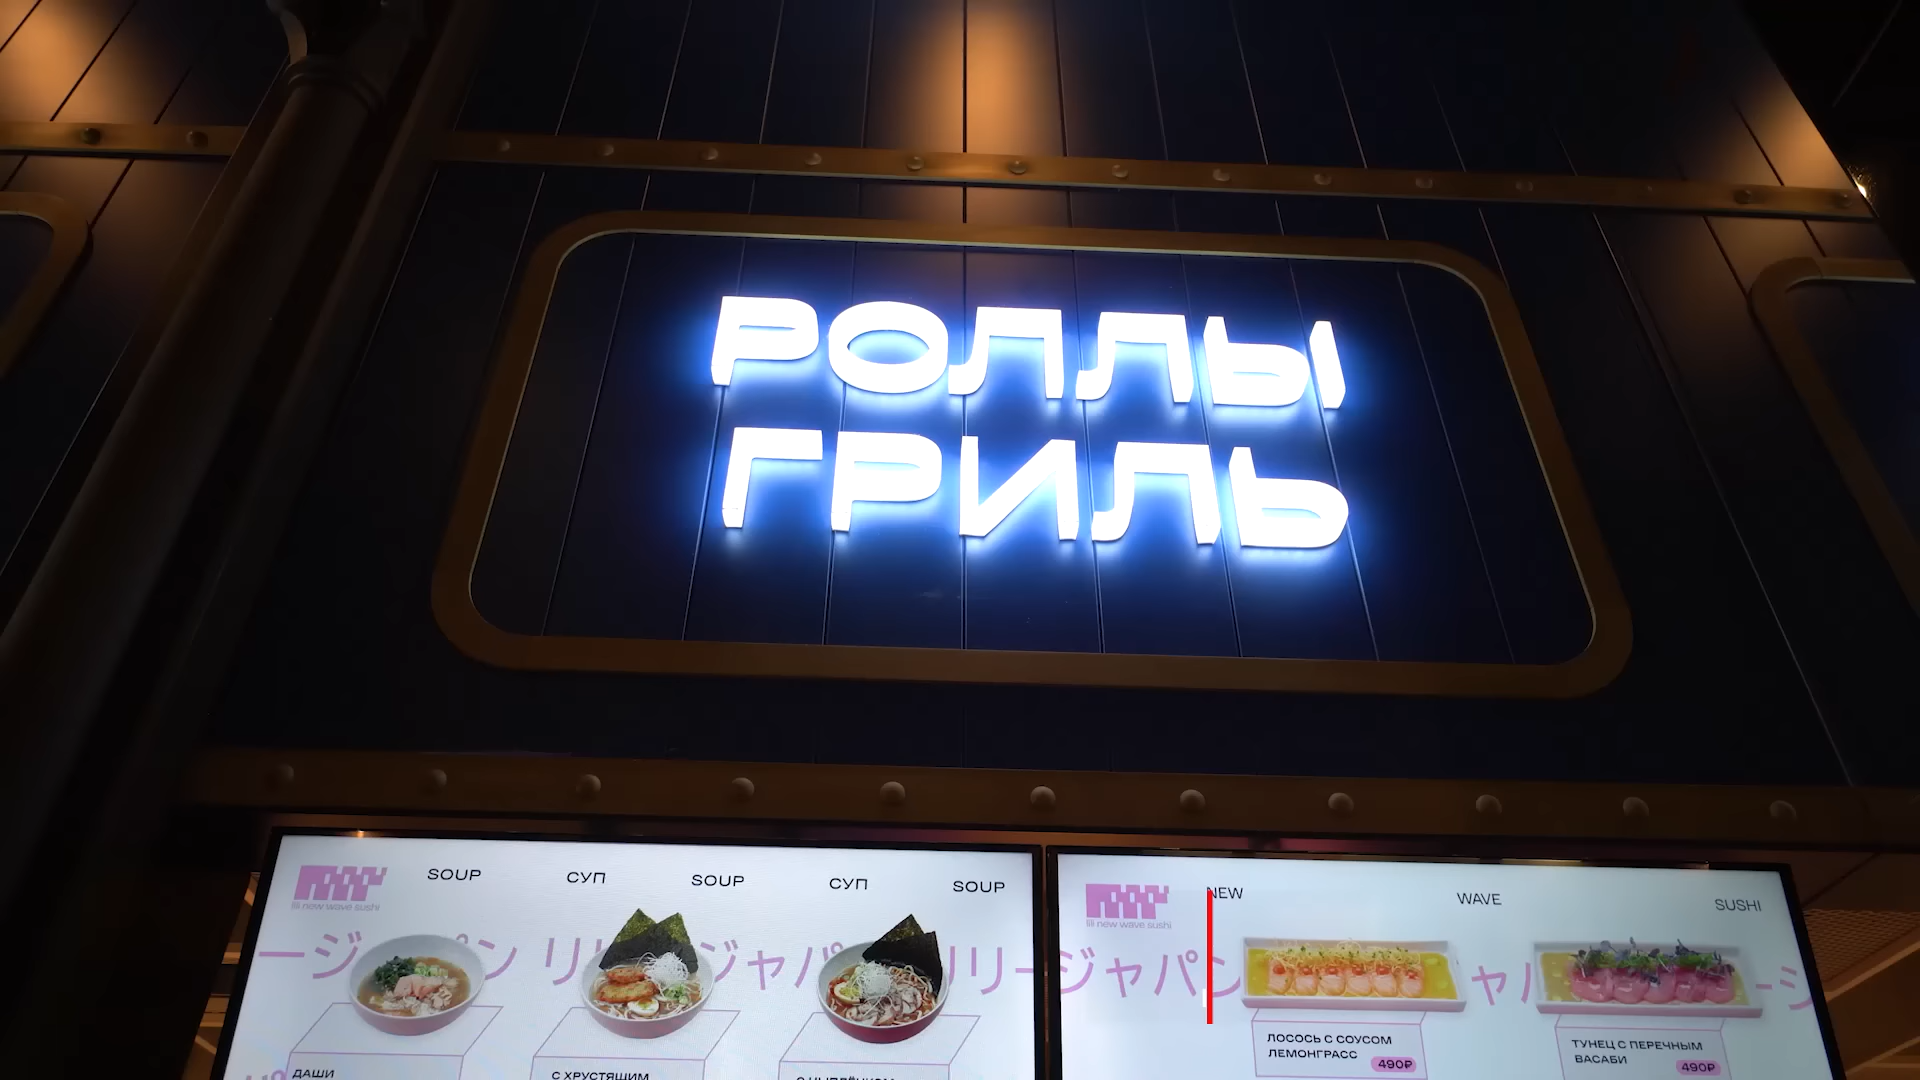 РОЛЛЫ
ГРИЛЬ
SOUP СУП SOUP СУП SOUP
lili new wave sushi
ージ パン リリ ジャパ リリー
ДАШИ
С ХРУСТЯЩИМ
NEW WAVE SUSHI
lili new wave sushi
ージャパン ャパ ージ
ЛОСОСЬ С СОУСОМ
ЛЕМОНГРАСС 490₽
ТУНЕЦ С ПЕРЕЧНЫМ
ВАСАБИ 490₽